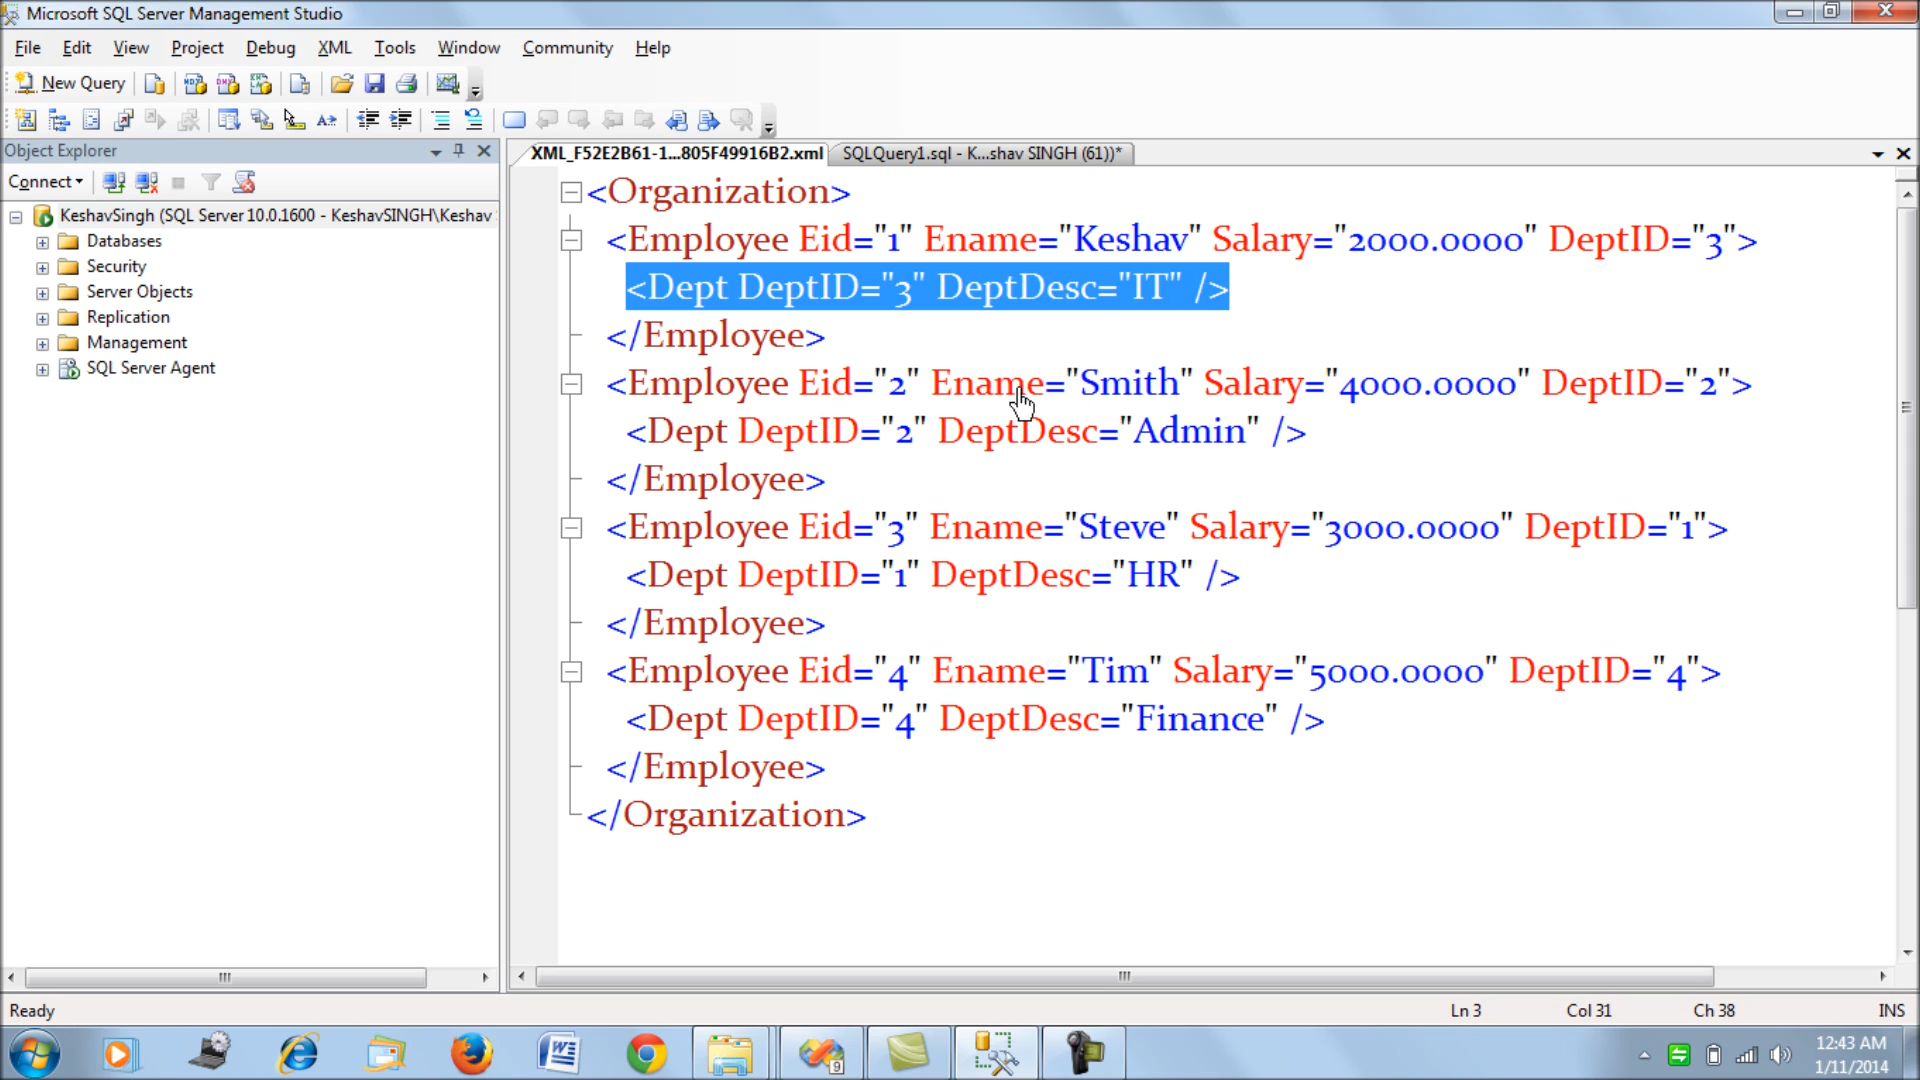 Microsoft SQL Server Management Studio
File Edit View Project Debug XML Tools Window Community Help
New Query
Object Explorer
XML_F52E2B61-1...805F49916B2.xml SQLQuery1.sql - K...shav SINGH (61))*
Connect
KeshavSingh (SQL Server 10.0.1600 - KeshavSINGH\Keshav
Databases
Security
Server Objects
Replication
Management
SQL Server Agent
<Organization>
<Employee Eid="1" Ename="Keshav" Salary="2000.0000" DeptID="3">
<Dept DeptID="3" DeptDesc="IT" />
</Employee>
<Employee Eid="2" Ename="Smith" Salary="4000.0000" DeptID="2">
<Dept DeptID="2" DeptDesc="Admin" />
</Employee>
<Employee Eid="3" Ename="Steve" Salary="3000.0000" DeptID="1">
<Dept DeptID="1" DeptDesc="HR" />
</Employee>
<Employee Eid="4" Ename="Tim" Salary="5000.0000" DeptID="4">
<Dept DeptID="4" DeptDesc="Finance" />
</Employee>
</Organization>
Ready Ln 3 Col 31 Ch 38 INS
9
12:43 AM
1/11/2014